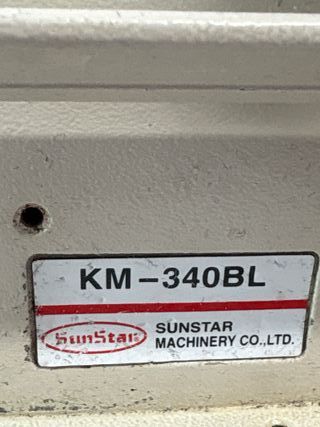 KM-340BL
SunStar
SUNSTAR
MACHINERY CO.,LTD.